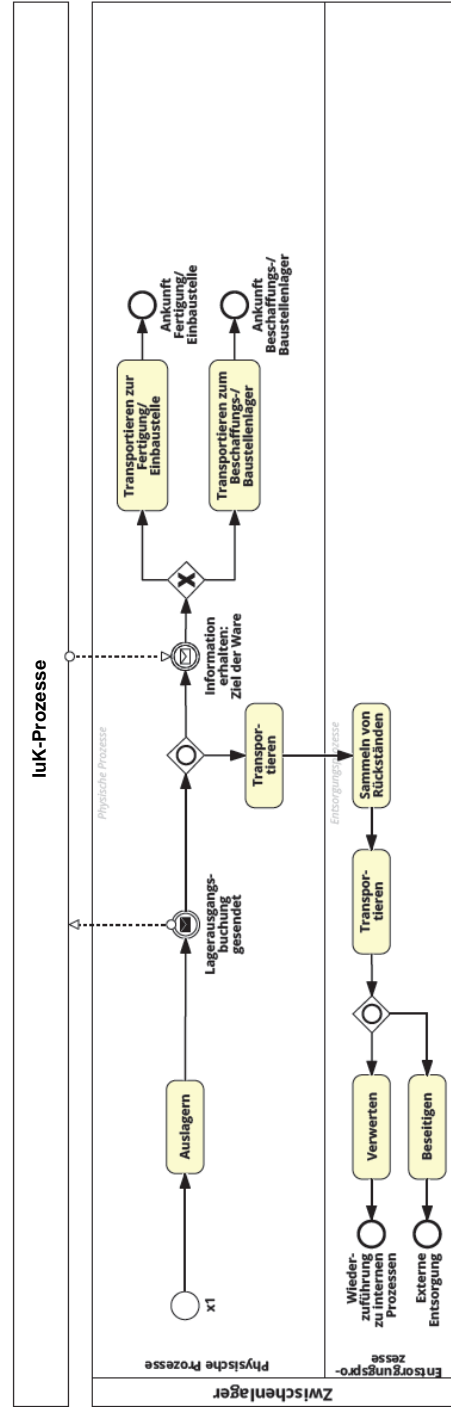 IuK-Prozesse
Zwischenlager
Physische Prozesse
Physische Prozesse
x1
Auslagern
Lagerausgangs-
buchung
gesendet
Information
erhalten:
Ziel der Ware
X
Transportieren zur
Fertigung/
Einbaustelle
Ankunft
Fertigung/
Einbaustelle
Transportieren zum
Beschaffungs-/
Baustellenlager
Ankunft
Beschaffungs-/
Baustellenlager
Transpor-
tieren
Entsorgungspro-
zesse
Entsorgungsprozesse
Sammeln von
Rückständen
Transpor-
tieren
Verwerten
Wieder-
zuführung
zu internen
Prozessen
Beseitigen
Externe
Entsorgung